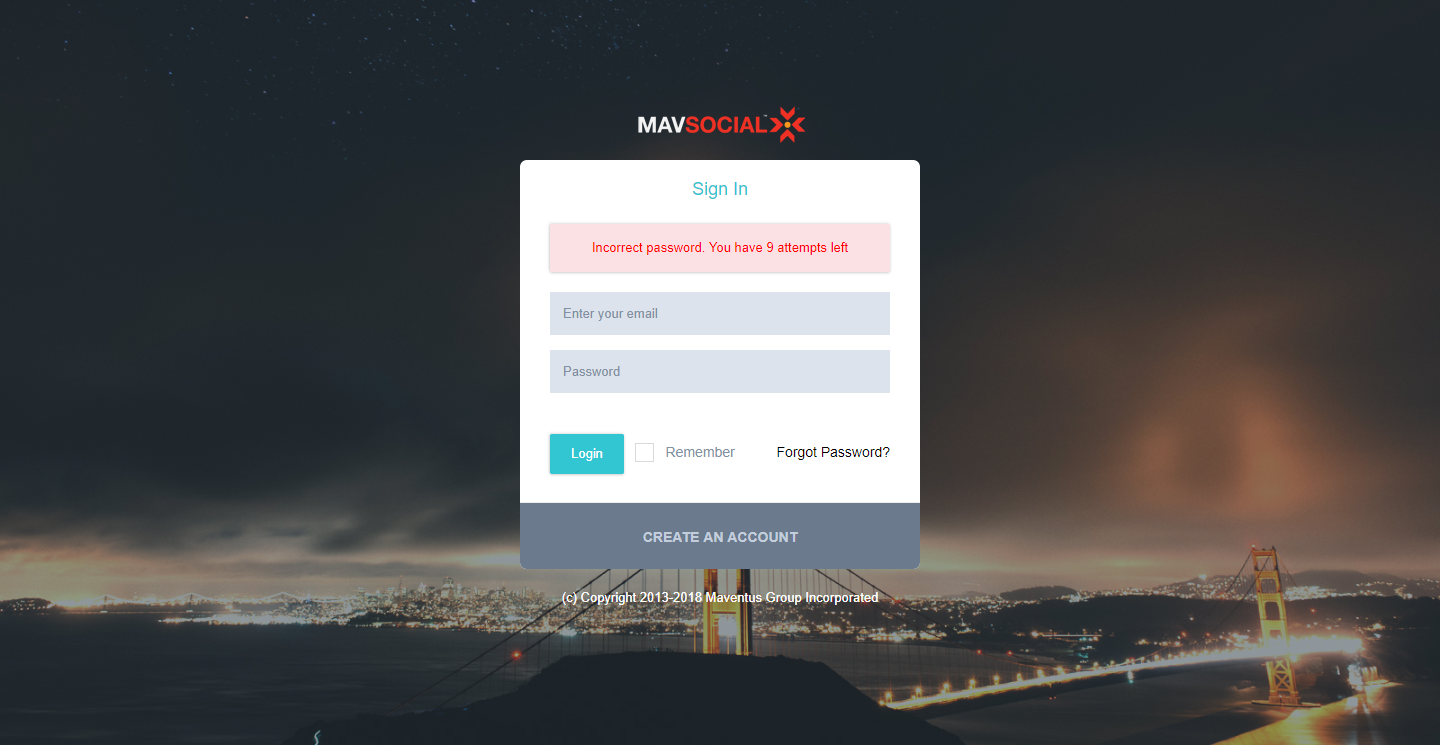 MAVSOCIAL™
Sign In
Incorrect password. You have 9 attempts left
Enter your email
Password
Login
Remember
Forgot Password?
CREATE AN ACCOUNT
(c) Copyright 2013-2018 Maventus Group Incorporated